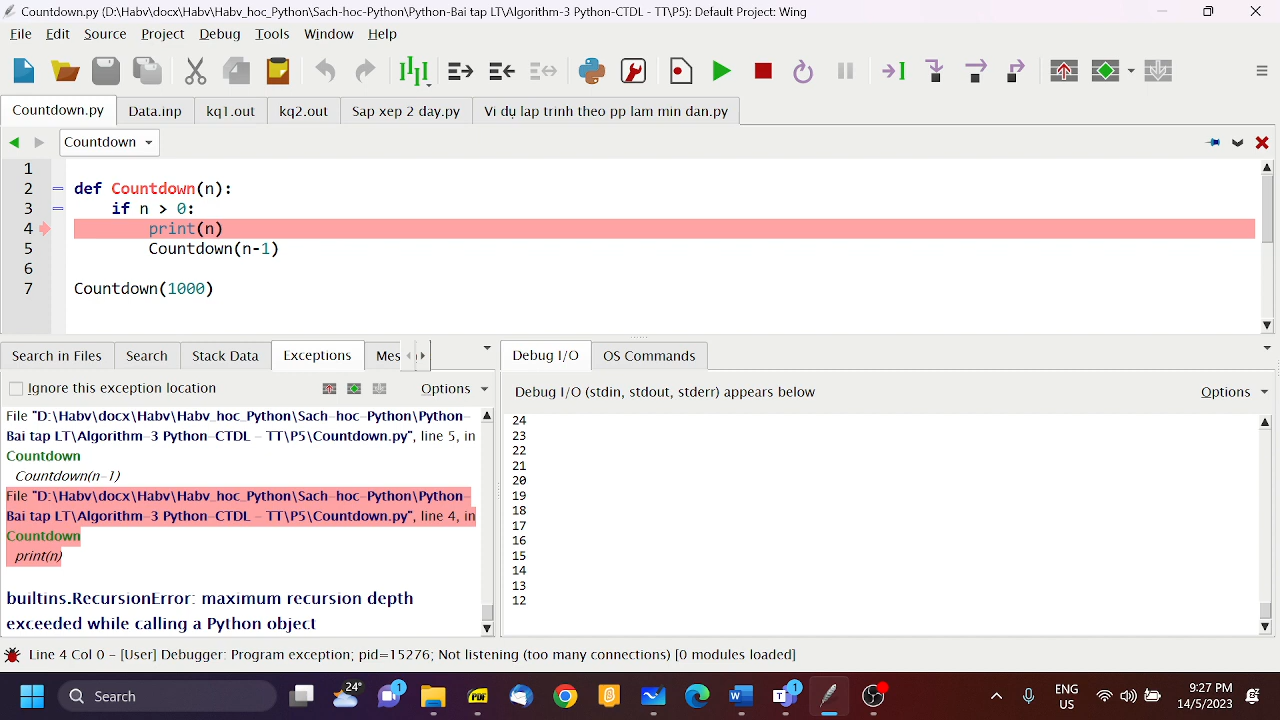 Countdown.py (D:\Habv\docx\Habv\Habv_hoc_Python\Sach-hoc-Python\Python-Bai tap LT\Algorithm-3 Python-CTDL - TT\P5): Default Project: Wing
File Edit Source Project Debug Tools Window Help
Countdown.py Data.inp kq1.out kq2.out Sap xep 2 day.py Vi dụ lap trinh theo pp lam min dan.py
Countdown
1
2 def Countdown(n):
3 if n > 0:
4 print(n)
5 Countdown(n-1)
6
7 Countdown(1000)
Search in Files Search Stack Data Exceptions Mes
Ignore this exception location Options
File "D:\Habv\docx\Habv\Habv_hoc_Python\Sach-hoc-Python\Python-
Bai tap LT\Algorithm-3 Python-CTDL - TT\P5\Countdown.py", line 5, in
Countdown
Countdown(n-1)
File "D:\Habv\docx\Habv\Habv_hoc_Python\Sach-hoc-Python\Python-
Bai tap LT\Algorithm-3 Python-CTDL - TT\P5\Countdown.py", line 4, in
Countdown
print(n)
builtins.RecursionError: maximum recursion depth
exceeded while calling a Python object
Debug I/O OS Commands
Debug I/O (stdin, stdout, stderr) appears below Options
24
23
22
21
20
19
18
17
16
15
14
13
12
Line 4 Col 0 - [User] Debugger: Program exception; pid=15276; Not listening (too many connections) [0 modules loaded]
Search 24° 1 PDF 1 ENG 9:27 PM
US 14/5/2023